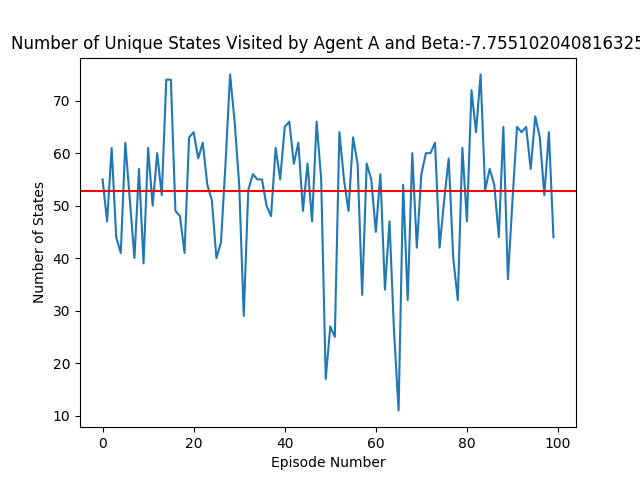 Number of Unique States Visited by Agent A and Beta:-7.755102040816325
70
60
50
40
30
20
10
Number of States
0 20 40 60 80 100
Episode Number